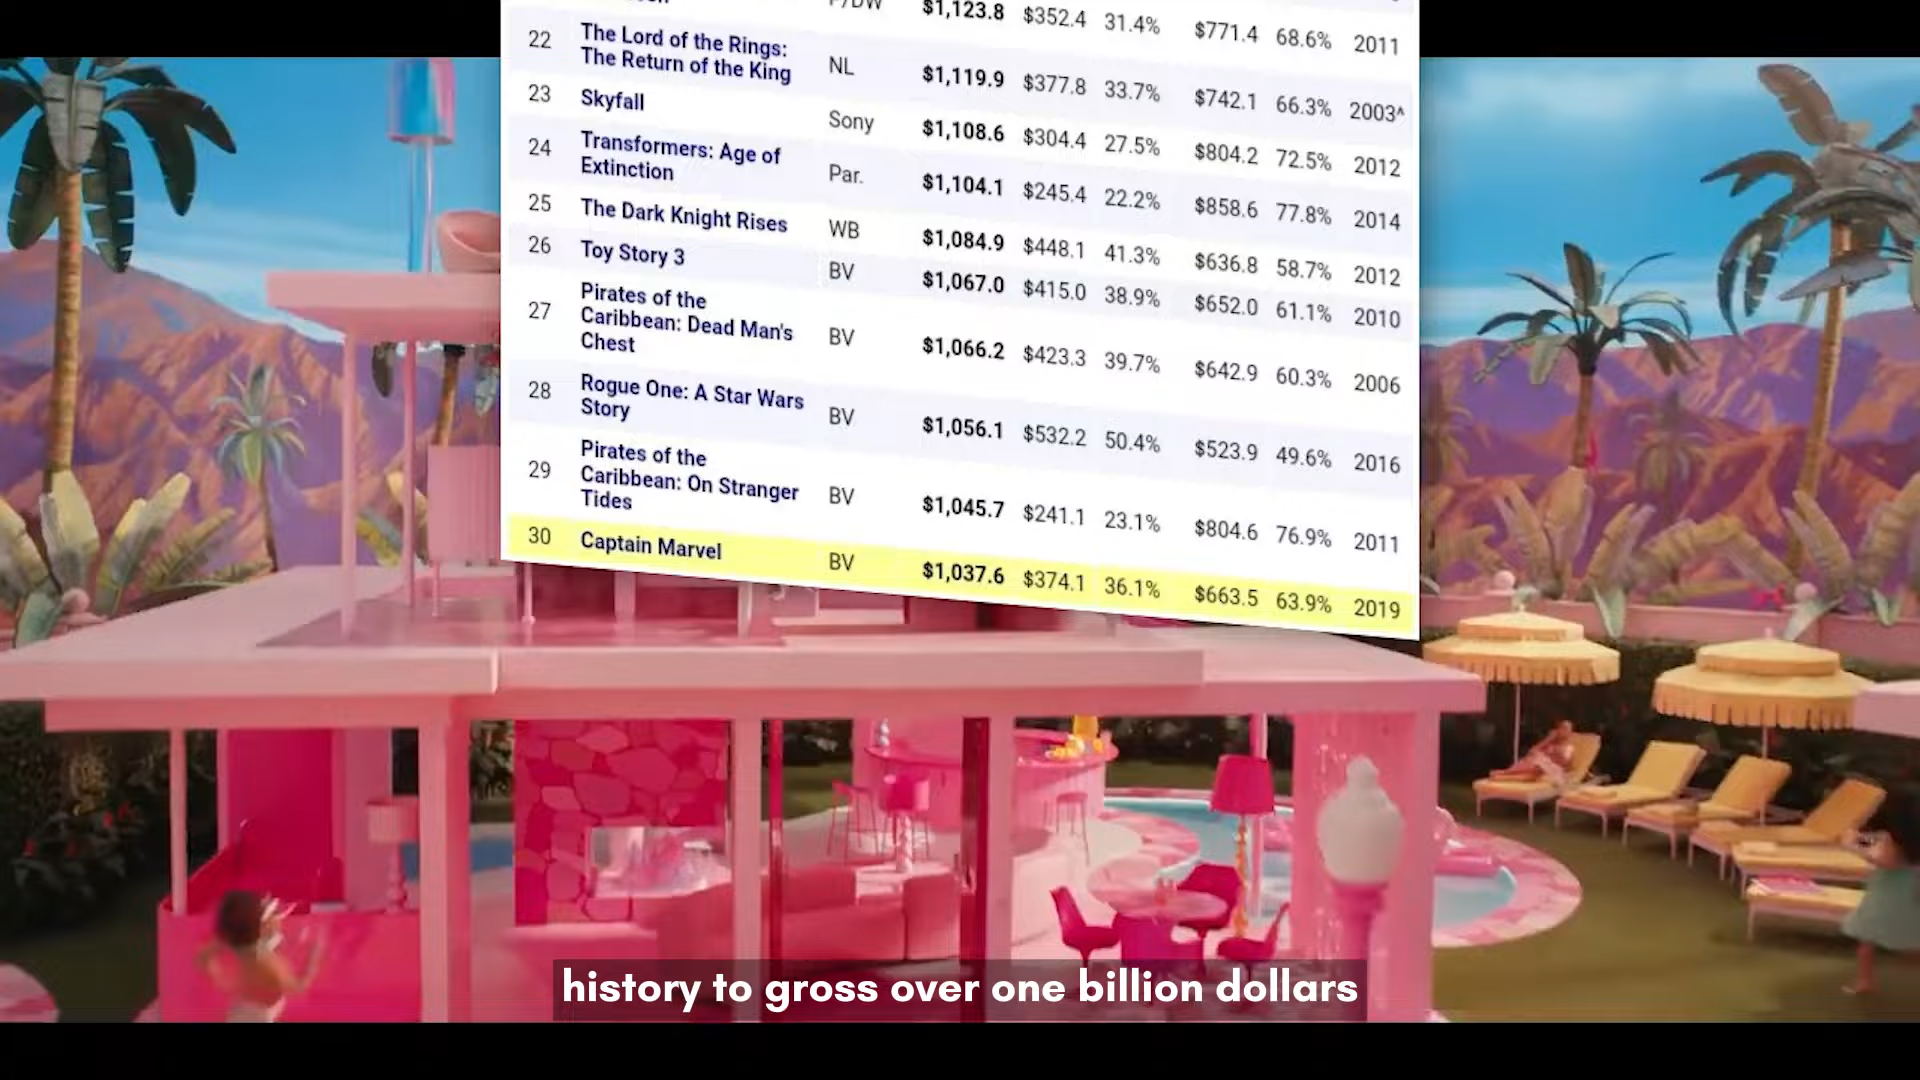 $1,123.8 $352.4 31.4% $771.4 68.6% 2011
22 The Lord of the Rings:
The Return of the King NL $1,119.9 $377.8 33.7% $742.1 66.3% 2003^
23 Skyfall Sony $1,108.6 $304.4 27.5% $804.2 72.5% 2012
24 Transformers: Age of
Extinction Par. $1,104.1 $245.4 22.2% $858.6 77.8% 2014
25 The Dark Knight Rises WB $1,084.9 $448.1 41.3% $636.8 58.7% 2012
26 Toy Story 3 BV $1,067.0 $415.0 38.9% $652.0 61.1% 2010
27 Pirates of the
Caribbean: Dead Man's
Chest BV $1,066.2 $423.3 39.7% $642.9 60.3% 2006
28 Rogue One: A Star Wars
Story BV $1,056.1 $532.2 50.4% $523.9 49.6% 2016
29 Pirates of the
Caribbean: On Stranger
Tides BV $1,045.7 $241.1 23.1% $804.6 76.9% 2011
30 Captain Marvel BV $1,037.6 $374.1 36.1% $663.5 63.9% 2019
history to gross over one billion dollars